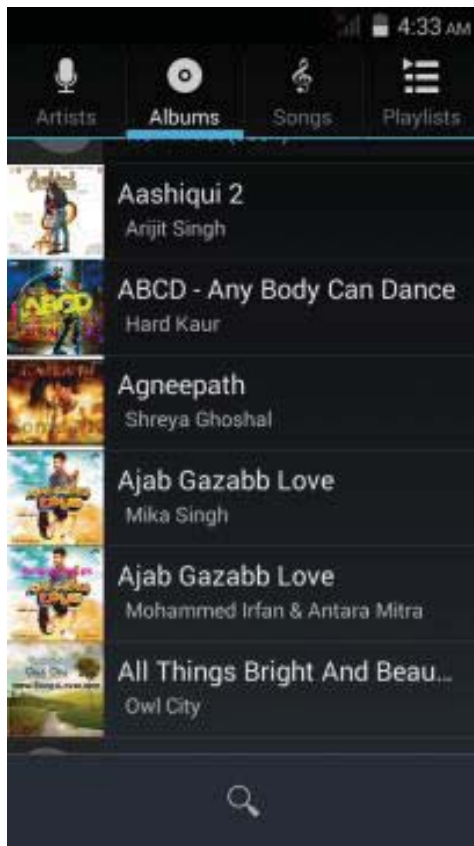 4:33 AM
Artists Albums Songs Playlists
Aashiqui 2
Arijit Singh
ABCD - Any Body Can Dance
Hard Kaur
Agneepath
Shreya Ghoshal
Ajab Gazabb Love
Mika Singh
Ajab Gazabb Love
Mohammed Irfan & Antara Mitra
All Things Bright And Beau...
Owl City